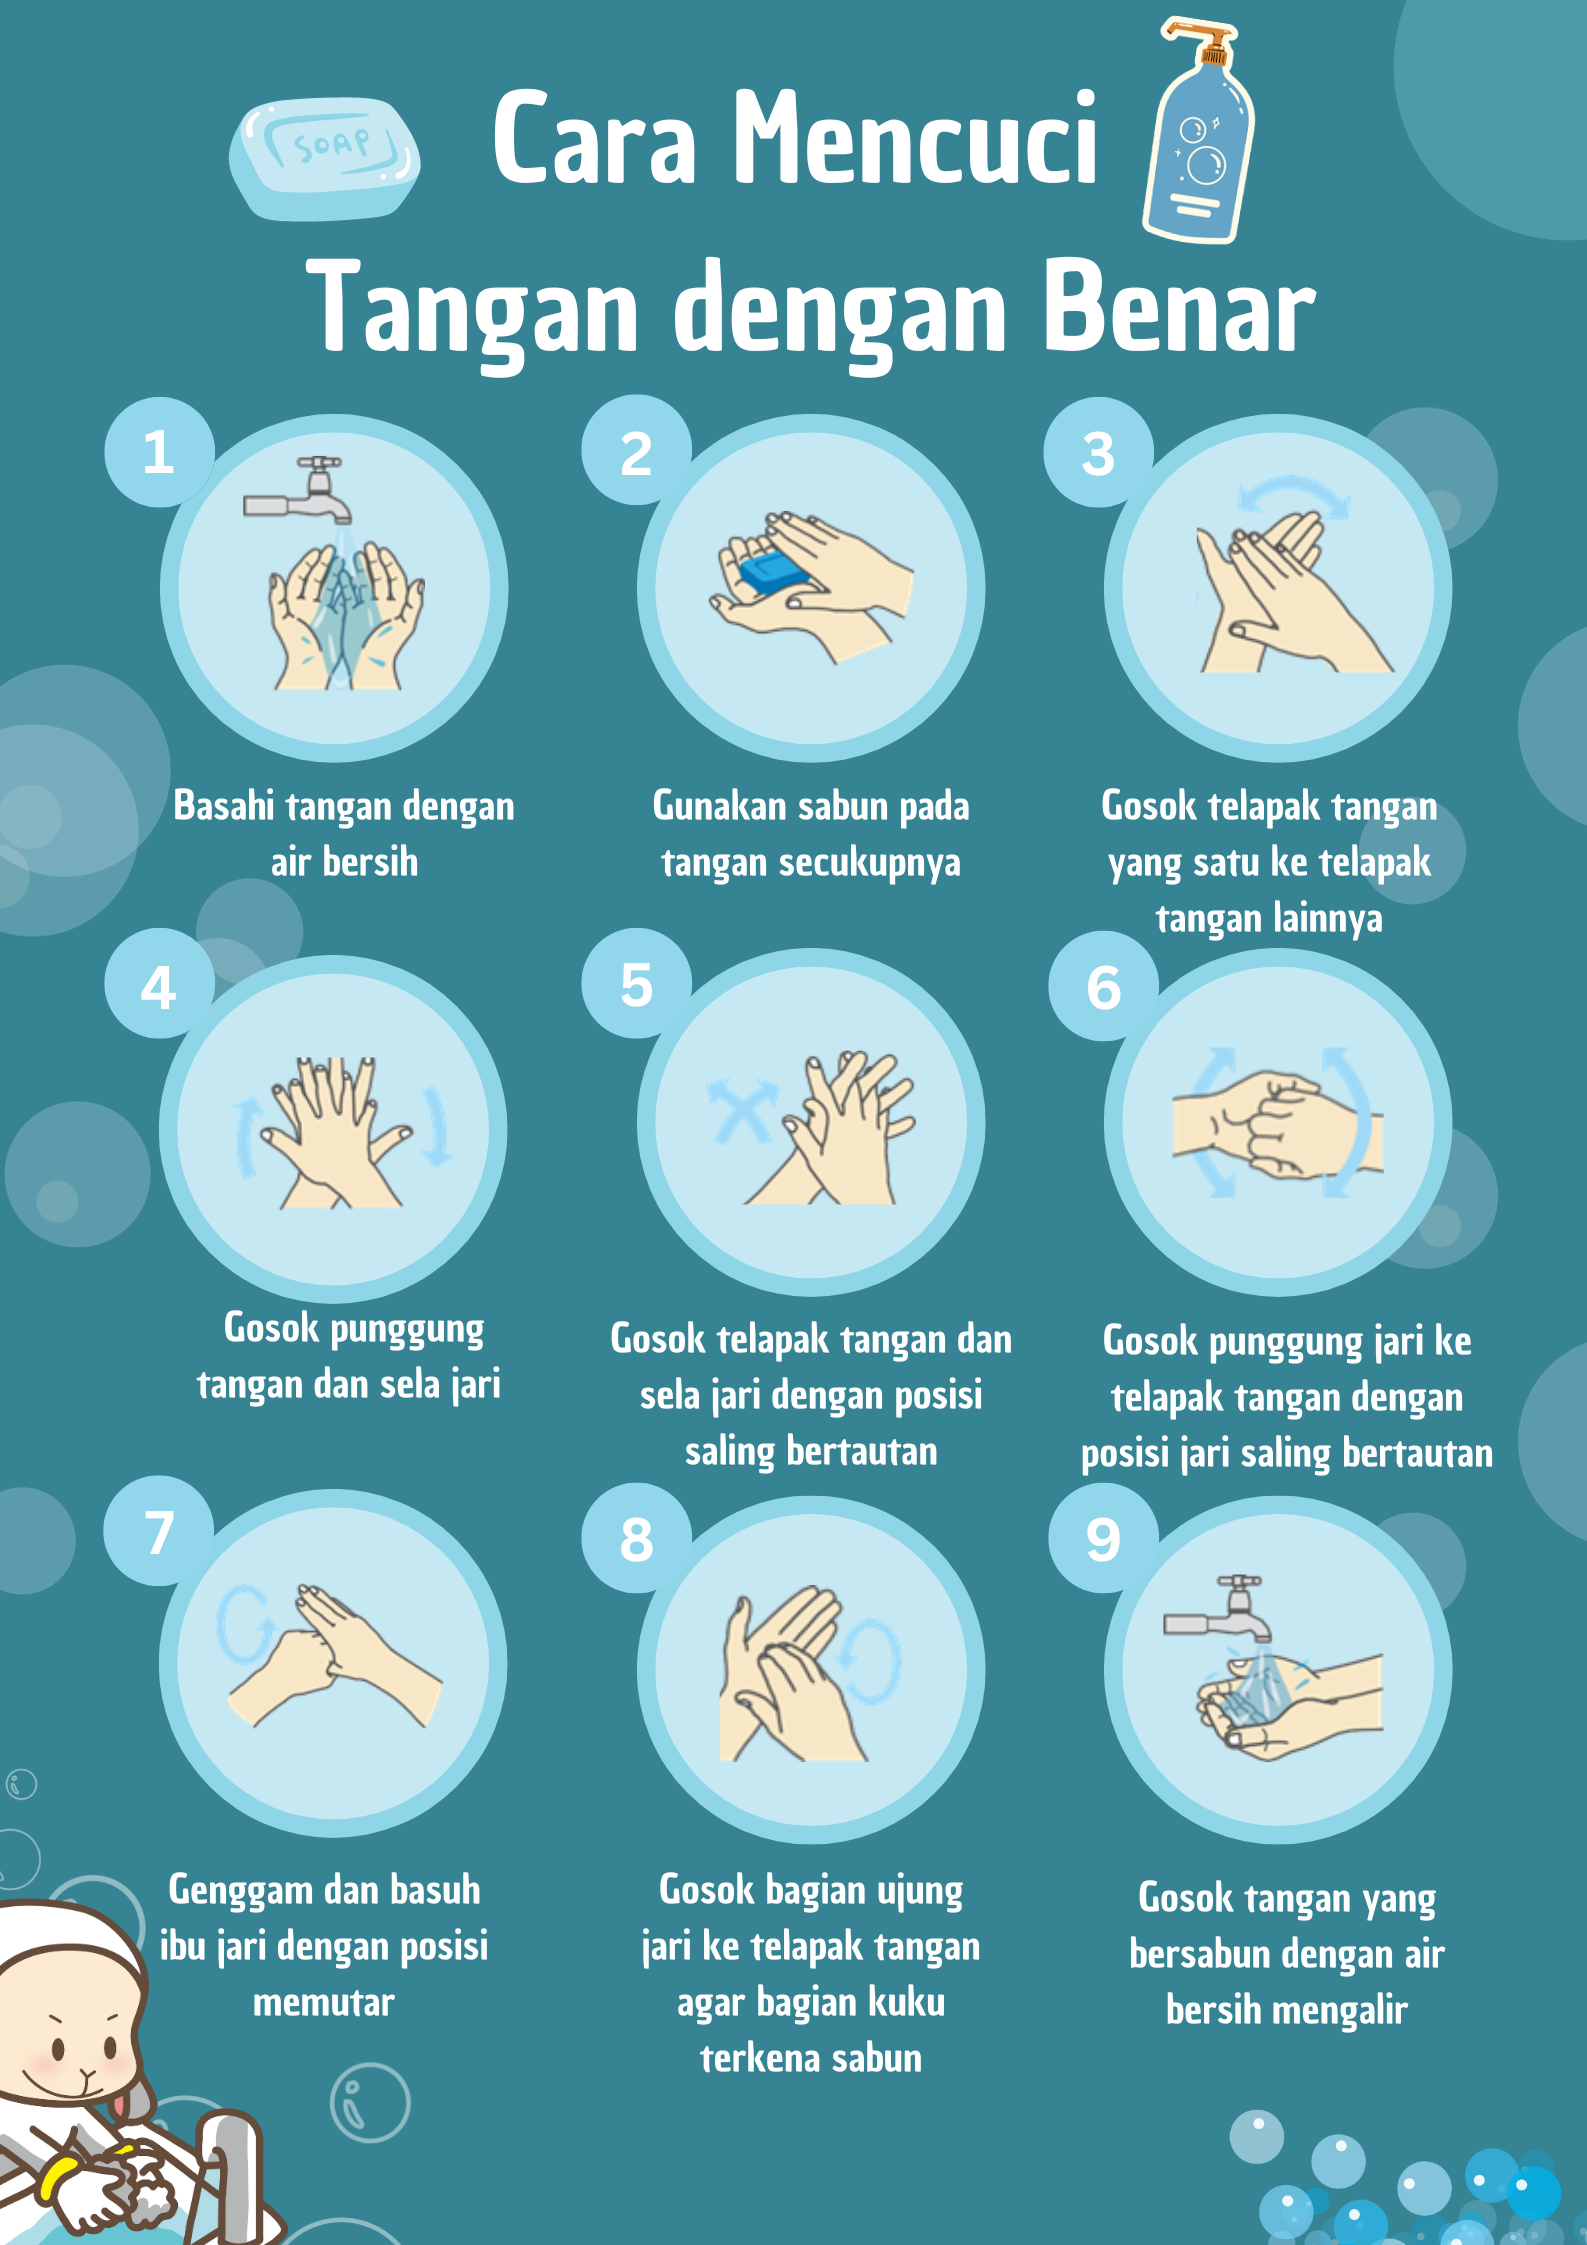 SOAP
Cara Mencuci
Tangan dengan Benar
1
Basahi tangan dengan
air bersih
2
Gunakan sabun pada
tangan secukupnya
3
Gosok telapak tangan
yang satu ke telapak
tangan lainnya
4
Gosok punggung
tangan dan sela jari
5
Gosok telapak tangan dan
sela jari dengan posisi
saling bertautan
6
Gosok punggung jari ke
telapak tangan dengan
posisi jari saling bertautan
7
Genggam dan basuh
ibu jari dengan posisi
memutar
8
Gosok bagian ujung
jari ke telapak tangan
agar bagian kuku
terkena sabun
9
Gosok tangan yang
bersabun dengan air
bersih mengalir